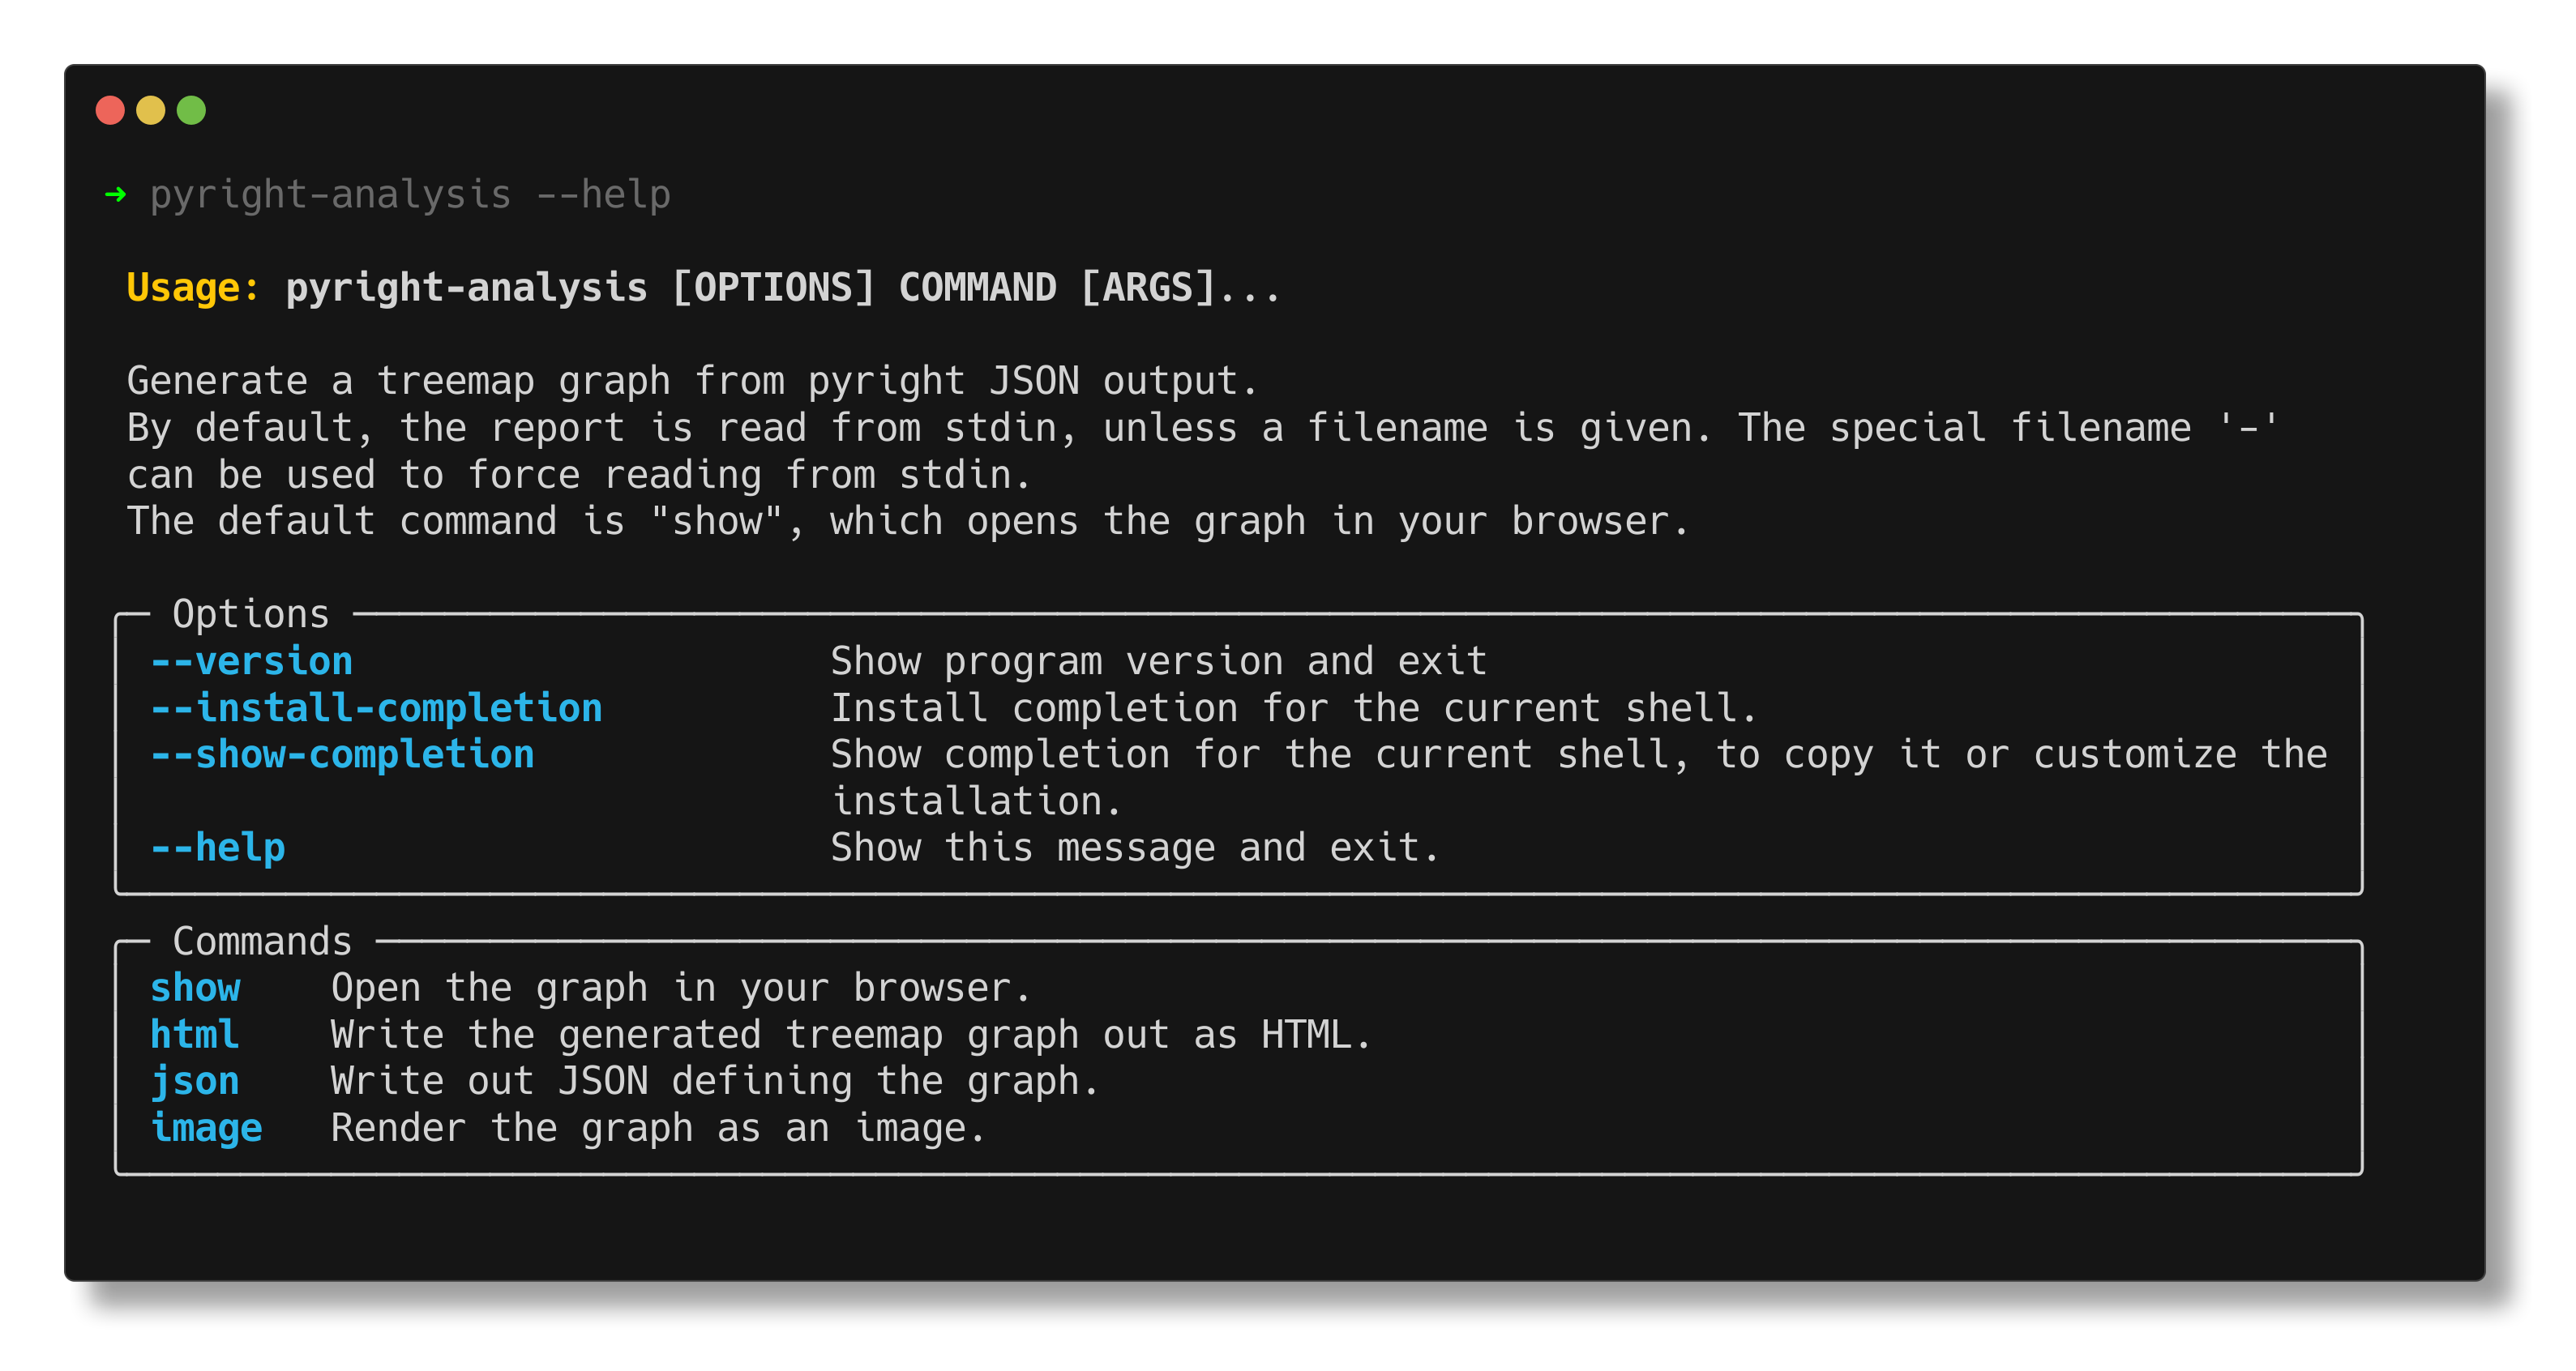 ➜ pyright-analysis --help
Usage: pyright-analysis [OPTIONS] COMMAND [ARGS]...
Generate a treemap graph from pyright JSON output.
By default, the report is read from stdin, unless a filename is given. The special filename '-'
can be used to force reading from stdin.
The default command is "show", which opens the graph in your browser.
Options
--version Show program version and exit
--install-completion Install completion for the current shell.
--show-completion Show completion for the current shell, to copy it or customize the
installation.
--help Show this message and exit.
Commands
show Open the graph in your browser.
html Write the generated treemap graph out as HTML.
json Write out JSON defining the graph.
image Render the graph as an image.